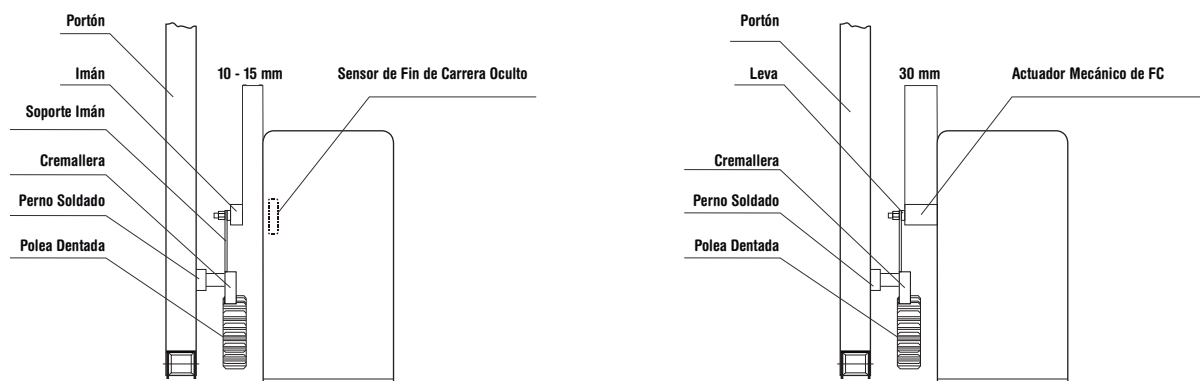 Portón
Imán
10 - 15 mm
Sensor de Fin de Carrera Oculto
Soporte Imán
Cremallera
Perno Soldado
Polea Dentada
Portón
Leva
30 mm
Actuador Mecánico de FC
Cremallera
Perno Soldado
Polea Dentada